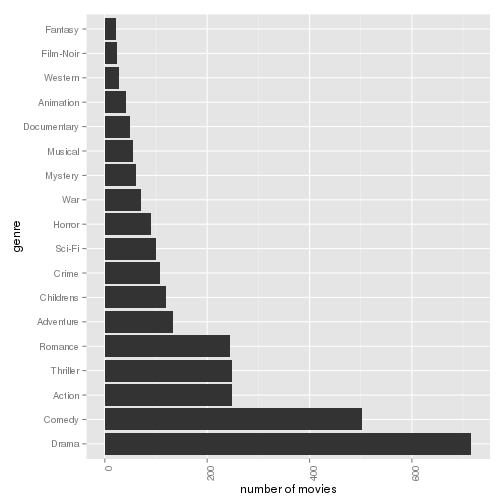 Fantasy
Film-Noir
Western
Animation
Documentary
Musical
Mystery
War
Horror
Sci-Fi
Crime
Childrens
Adventure
Romance
Thriller
Action
Comedy
Drama
genre
0
200
400
600
number of movies